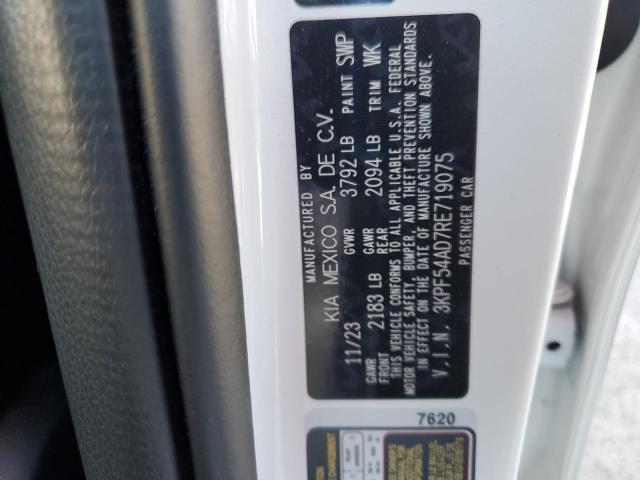 MANUFACTURED BY
KIA MEXICO S.A. DE C.V.
11/23 GVWR 3792 LB PAINT SWP
GAWR FRONT 2183 LB GAWR REAR 2094 LB TRIM WK
THIS VEHICLE CONFORMS TO ALL APPLICABLE U.S.A. FEDERAL
MOTOR VEHICLE SAFETY, BUMPER, AND THEFT PREVENTION STANDARDS
IN EFFECT ON THE DATE OF MANUFACTURE SHOWN ABOVE.
V.I.N. 3KPF54AD7RE719075
PASSENGER CAR
7620